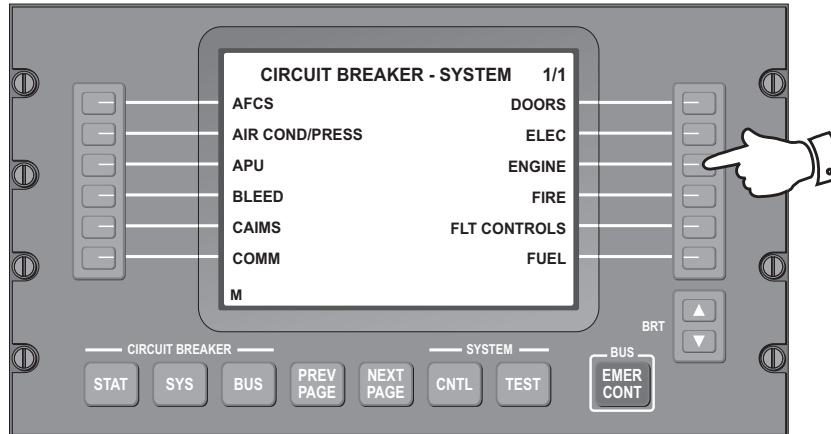 CIRCUIT BREAKER - SYSTEM 1/1
AFCS DOORS
AIR COND/PRESS ELEC
APU ENGINE
BLEED FIRE
CAIMS FLT CONTROLS
COMM FUEL
M
BRT
CIRCUIT BREAKER SYSTEM BUS
STAT SYS BUS PREV PAGE NEXT PAGE CNTL TEST EMER CONT